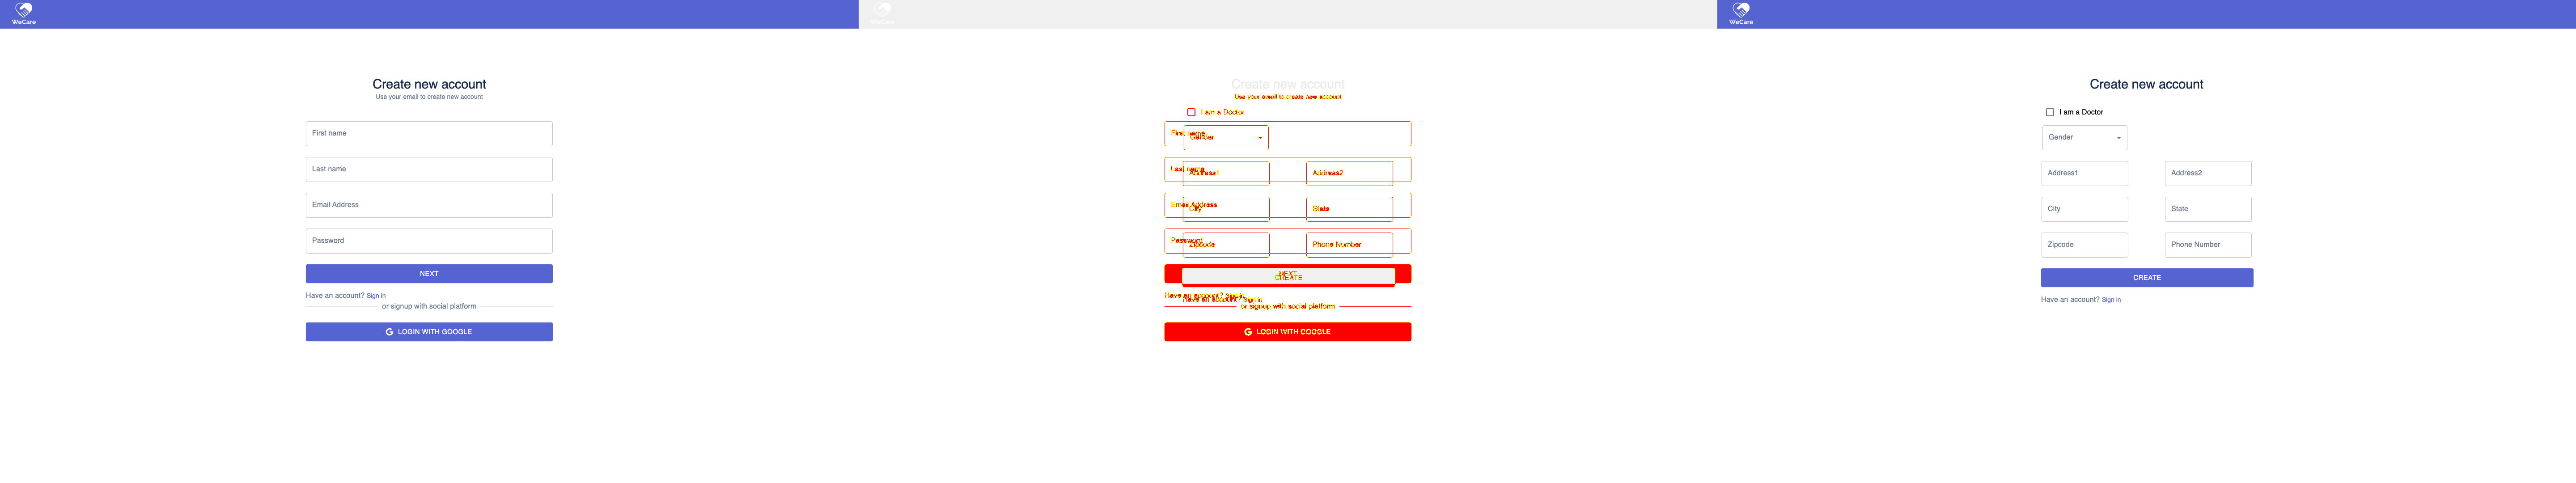 WeCare
Create new account
Use your email to create new account
First name
Last name
Email Address
Password
NEXT
Have an account? Sign in
or signup with social platform
LOGIN WITH GOOGLE
WeCare
Create new account
Use your email to create new account
I am a Doctor
First name
Gender
Last name
Address1
Address2
Email Address
City
State
Password
Zipcode
Phone Number
NEXT
CREATE
Have an account? Sign in
Have an account? Sign in
or signup with social platform
LOGIN WITH GOOGLE
WeCare
Create new account
I am a Doctor
Gender
Address1
Address2
City
State
Zipcode
Phone Number
CREATE
Have an account? Sign in